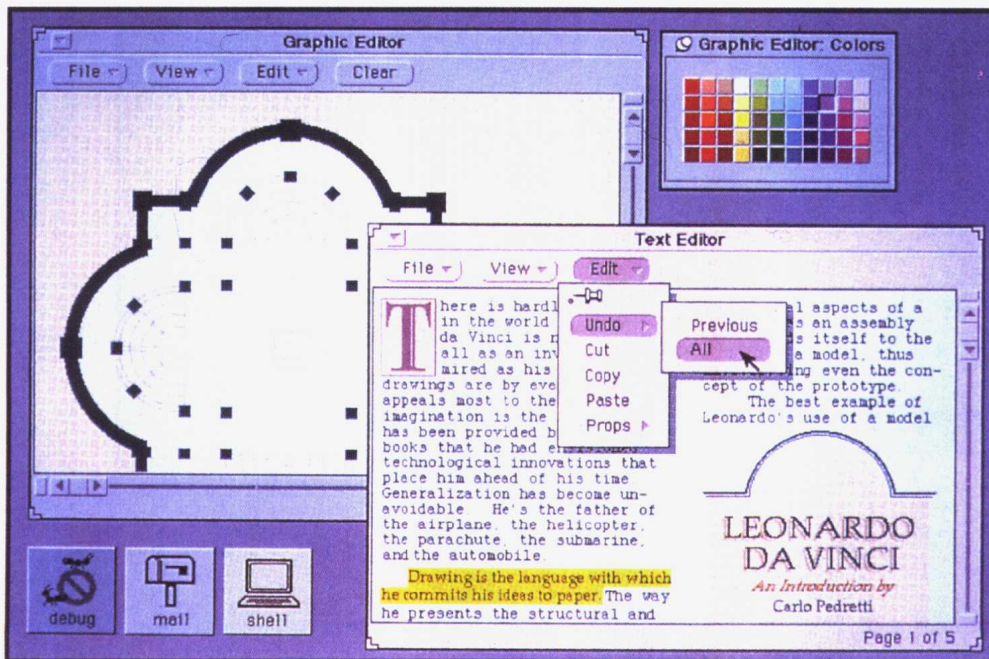 Graphic Editor
File View Edit Clear
Graphic Editor: Colors
Text Editor
File View Edit
Undo
Cut
Copy
Paste
Props
Previous
All
There is hardl
in the world
da Vinci is n
all as an inv
mired as his
drawings are by eve
appeals most to the
imagination is the
has been provided b
books that he had envisioned
technological innovations that
place him ahead of his time.
Generalization has become un-
avoidable. He's the father of
the airplane, the helicopter,
the parachute, the submarine,
and the automobile.
Drawing is the language with which
he commits his ideas to paper. The way
he presents the structural and
l aspects of a
s an assembly
s itself to the
a model, thus
ng even the con-
cept of the prototype.
The best example of
Leonardo's use of a model
LEONARDO
DA VINCI
An Introduction by
Carlo Pedretti
Page 1 of 5
debug
mail
shell